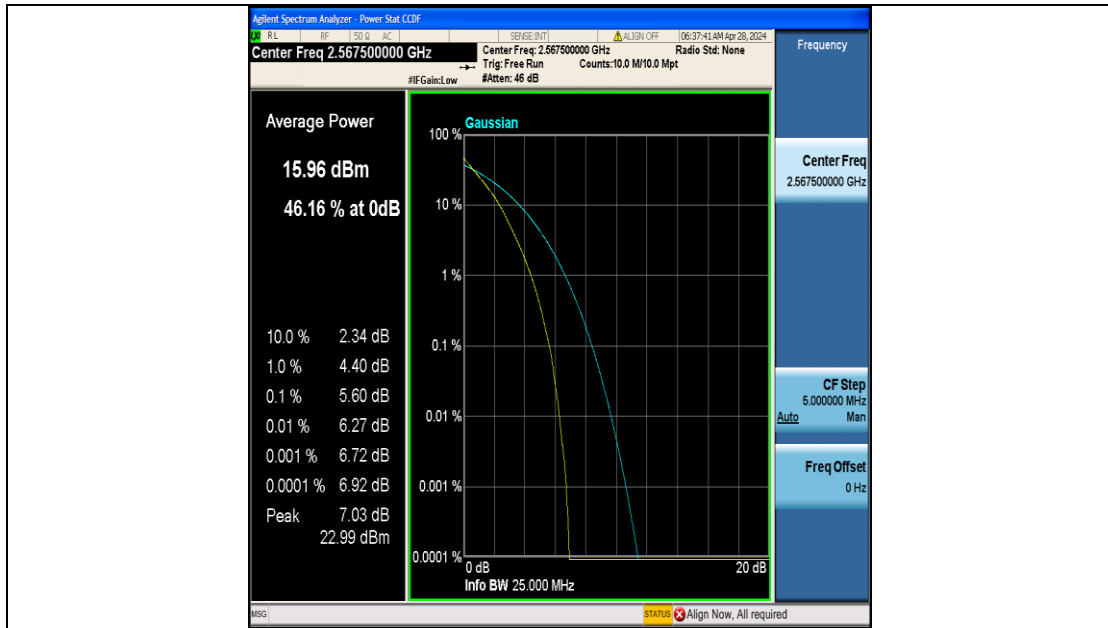 Agilent Spectrum Analyzer - Power Stat CCDF
RL RF 50 Ω AC SENSE:INT ALIGN OFF 06:37:41 AM Apr 28, 2024
Center Freq 2.567500000 GHz
Center Freq: 2.567500000 GHz Radio Std: None
Trig: Free Run Counts:10.0 M/10.0 Mpt
#IFGain:Low #Atten: 46 dB
Frequency
Average Power
15.96 dBm
46.16 % at 0dB
10.0 % 2.34 dB
1.0 % 4.40 dB
0.1 % 5.60 dB
0.01 % 6.27 dB
0.001 % 6.72 dB
0.0001 % 6.92 dB
Peak 7.03 dB
22.99 dBm
Gaussian
100 %
10 %
1 %
0.1 %
0.01 %
0.001 %
0.0001 %
0 dB 20 dB
Info BW 25.000 MHz
Center Freq
2.567500000 GHz
CF Step
5.000000 MHz
Auto Man
Freq Offset
0 Hz
MSG STATUS Align Now, All required